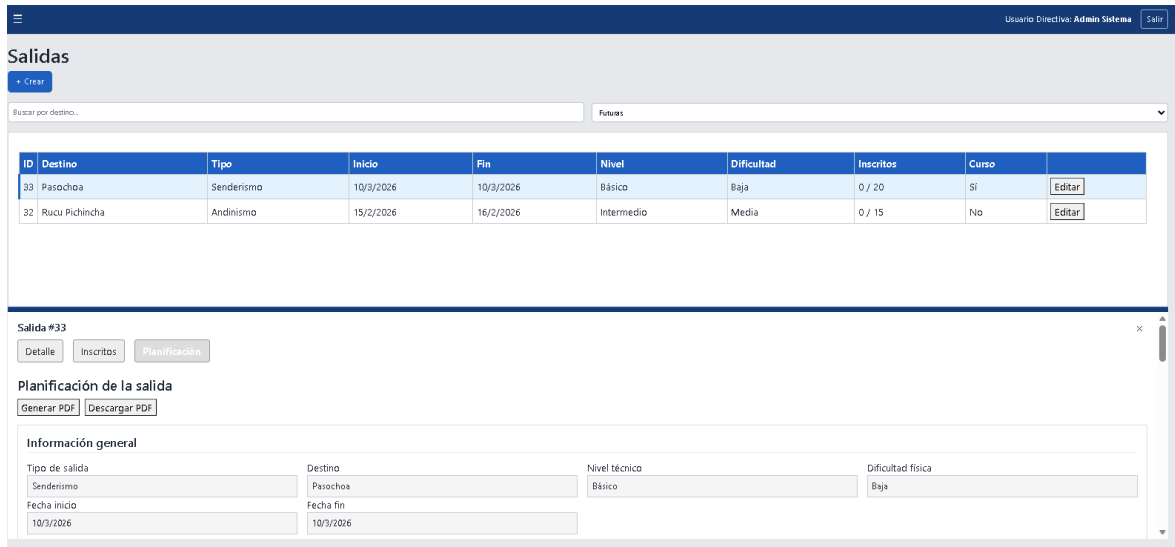 ☰ Usuario Directiva: Admin Sistema Salir
Salidas
+ Crear
Buscar por destino... Futuras
ID Destino Tipo Inicio Fin Nivel Dificultad Inscritos Curso
33 Pasochoa Senderismo 10/3/2026 10/3/2026 Básico Baja 0 / 20 Sí Editar
32 Rucu Pichincha Andinismo 15/2/2026 16/2/2026 Intermedio Media 0 / 15 No Editar
Salida #33 ×
Detalle Inscritos Planificación
Planificación de la salida
Generar PDF Descargar PDF
Información general
Tipo de salida Destino Nivel técnico Dificultad física
Senderismo Pasochoa Básico Baja
Fecha inicio Fecha fin
10/3/2026 10/3/2026